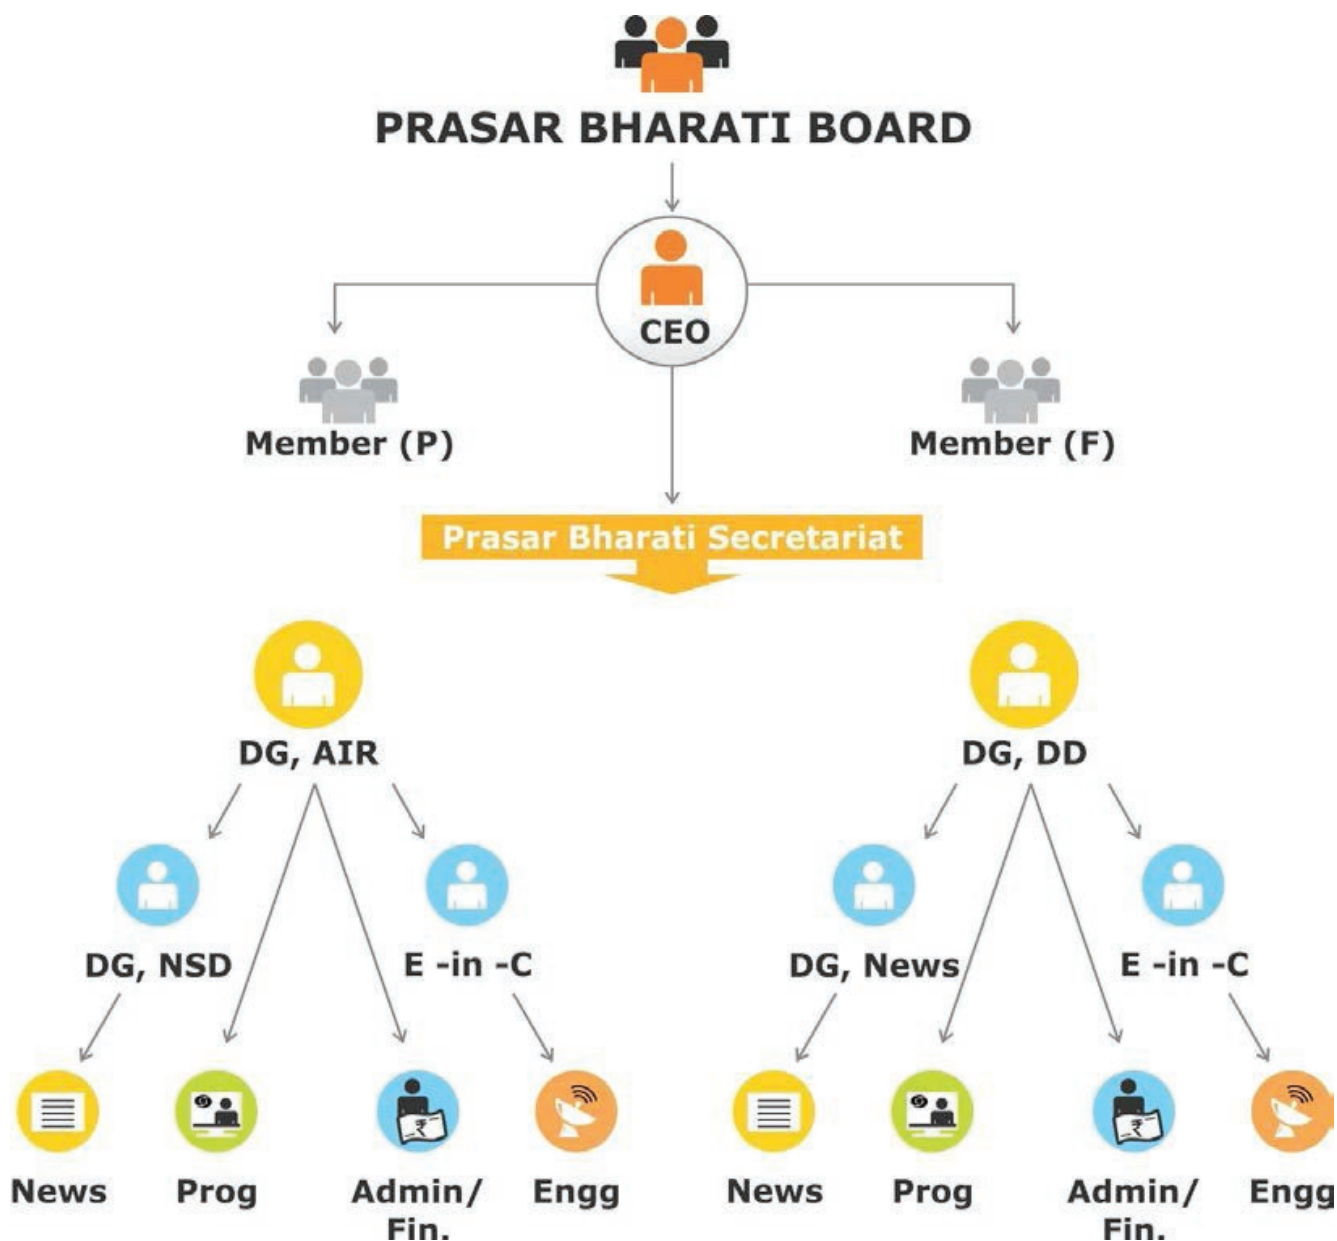 PRASAR BHARATI BOARD
CEO
Member (P)
Member (F)
Prasar Bharati Secretariat
DG, AIR
DG, DD
DG, NSD
E -in -C
DG, News
E -in -C
News
Prog
₹
Admin/
Fin.
Engg
News
Prog
₹
Admin/
Fin.
Engg